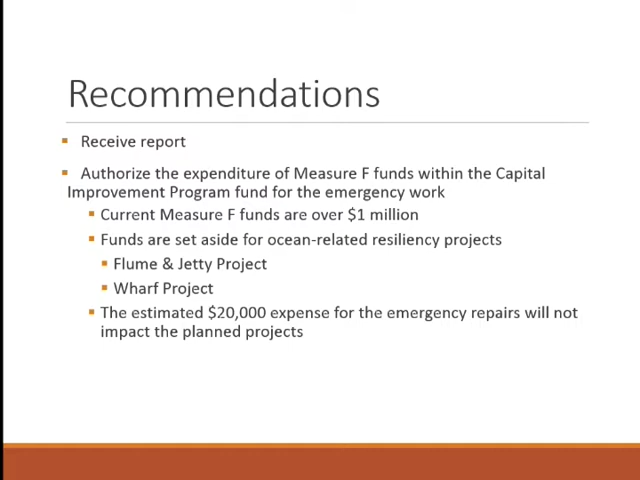 Recommendations
▪ Receive report
▪ Authorize the expenditure of Measure F funds within the Capital
Improvement Program fund for the emergency work
▪ Current Measure F funds are over $1 million
▪ Funds are set aside for ocean-related resiliency projects
▪ Flume & Jetty Project
▪ Wharf Project
▪ The estimated $20,000 expense for the emergency repairs will not
impact the planned projects